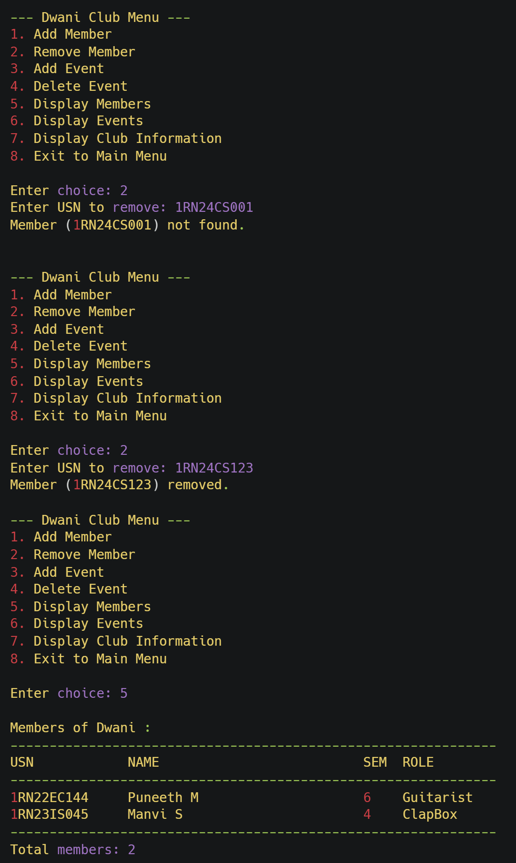 --- Dwani Club Menu ---
1. Add Member
2. Remove Member
3. Add Event
4. Delete Event
5. Display Members
6. Display Events
7. Display Club Information
8. Exit to Main Menu

Enter choice: 2
Enter USN to remove: 1RN24CS001
Member (1RN24CS001) not found.


--- Dwani Club Menu ---
1. Add Member
2. Remove Member
3. Add Event
4. Delete Event
5. Display Members
6. Display Events
7. Display Club Information
8. Exit to Main Menu

Enter choice: 2
Enter USN to remove: 1RN24CS123
Member (1RN24CS123) removed.

--- Dwani Club Menu ---
1. Add Member
2. Remove Member
3. Add Event
4. Delete Event
5. Display Members
6. Display Events
7. Display Club Information
8. Exit to Main Menu

Enter choice: 5

Members of Dwani :
--------------------------------------------------------------
USN            NAME                          SEM  ROLE
--------------------------------------------------------------
1RN22EC144     Puneeth M                     6    Guitarist
1RN23IS045     Manvi S                       4    ClapBox
--------------------------------------------------------------
Total members: 2